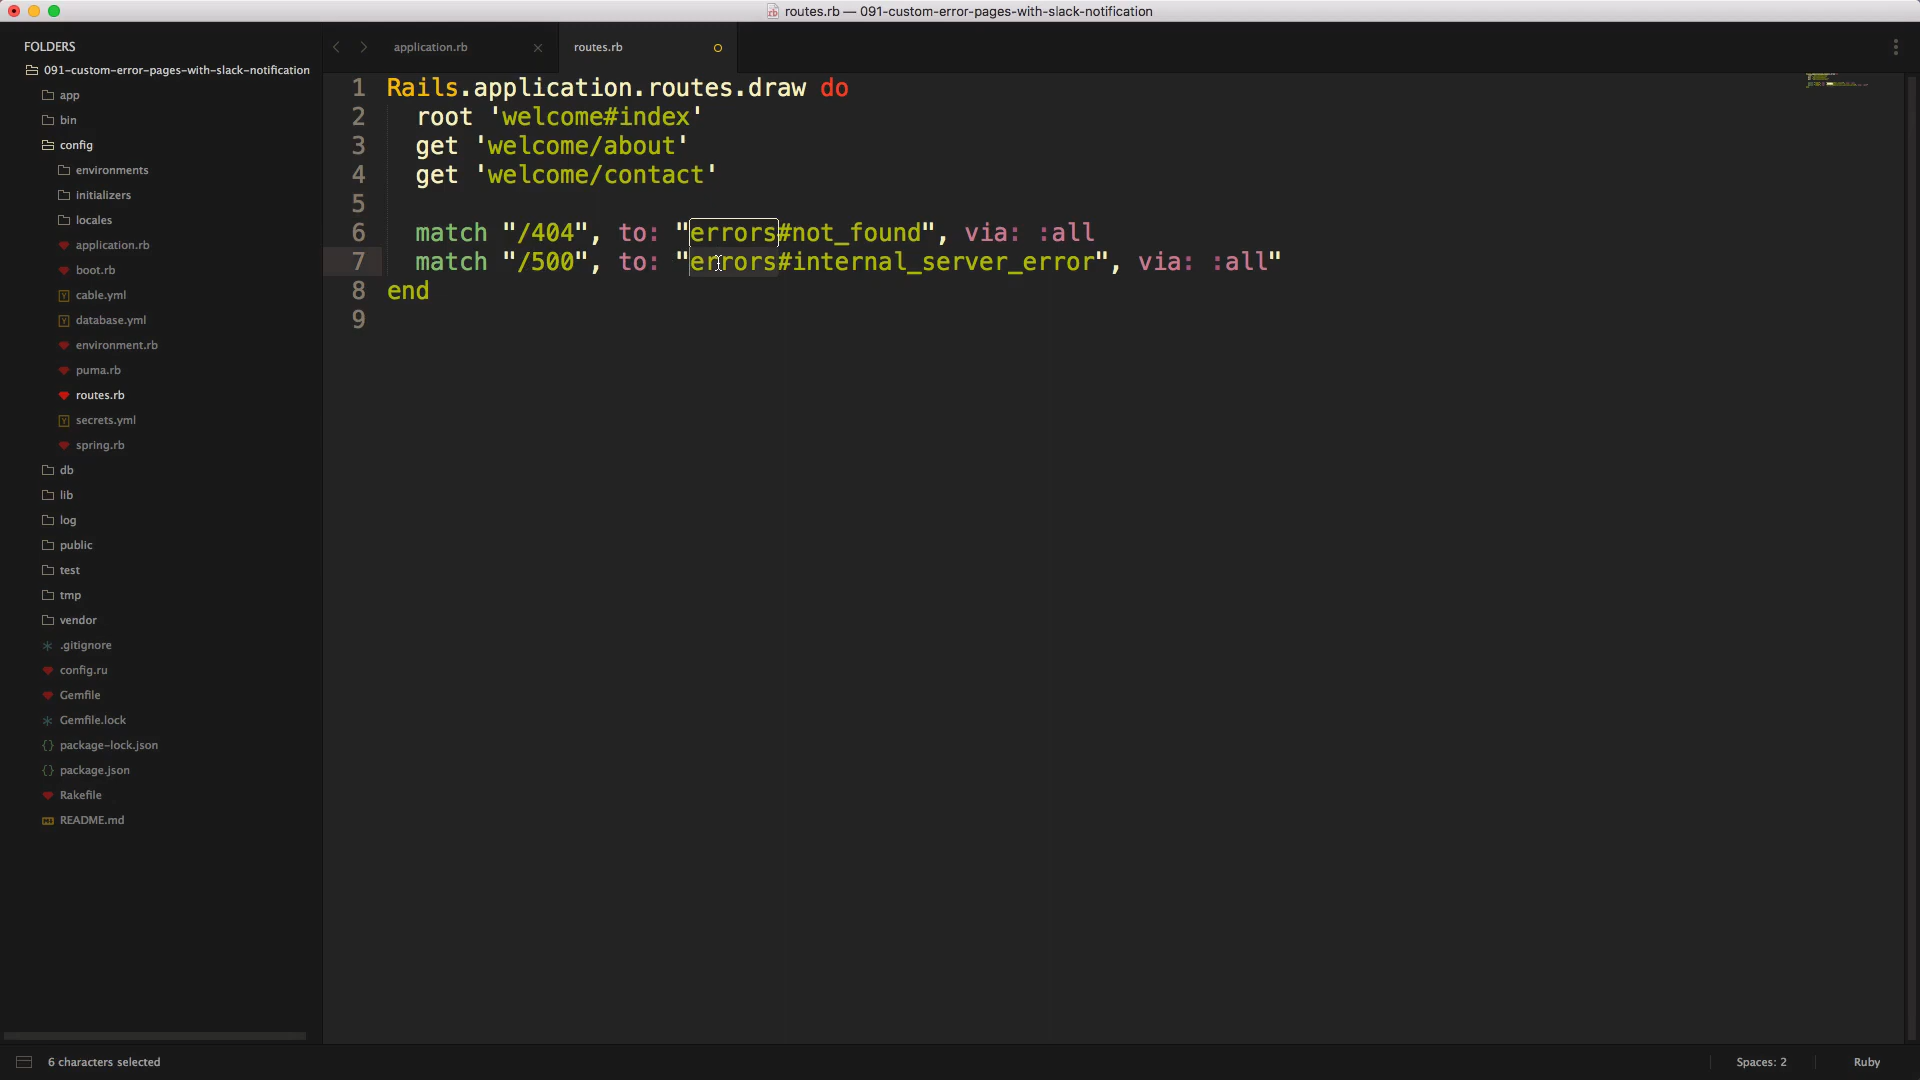 routes.rb — 091-custom-error-pages-with-slack-notification
FOLDERS
091-custom-error-pages-with-slack-notification
app
bin
config
environments
initializers
locales
application.rb
boot.rb
cable.yml
database.yml
environment.rb
puma.rb
routes.rb
secrets.yml
spring.rb
db
lib
log
public
test
tmp
vendor
.gitignore
config.ru
Gemfile
Gemfile.lock
package-lock.json
package.json
Rakefile
README.md
application.rb
routes.rb
1 Rails.application.routes.draw do
2 root 'welcome#index'
3 get 'welcome/about'
4 get 'welcome/contact'
5
6 match "/404", to: "errors#not_found", via: :all
7 match "/500", to: "errors#internal_server_error", via: :all"
8 end
9
6 characters selected
Spaces: 2
Ruby